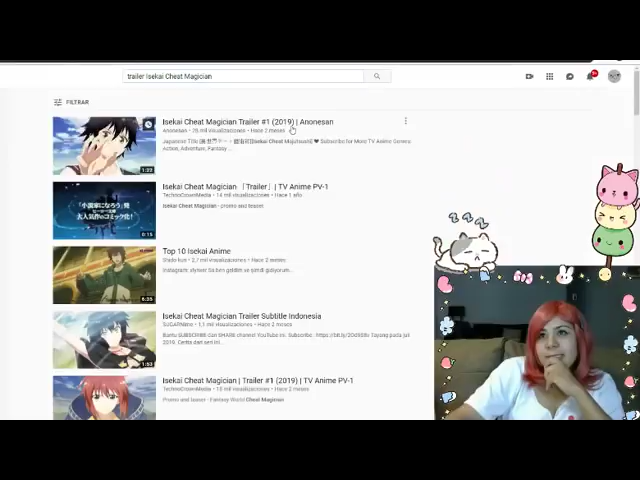 trailer Isekai Cheat Magician
FILTRAR
Isekai Cheat Magician Trailer #1 (2019) | Anonesan
Anonesan • 28 mil visualizaciones • Hace 2 meses
Subscribe for More TV Anime
Action, Adventure, Fantasy ...
1:22
Isekai Cheat Magician 「Trailer」 | TV Anime PV-1
TechnoCrownMedia • 14 mil visualizaciones • Hace 1 año
Isekai Cheat Magician - promo and teaser
0:15
Top 10 Isekai Anime
visualizaciones • Hace 2 meses
6:35
Isekai Cheat Magician Trailer Subtitle Indonesia
1,1 mil visualizaciones • Hace 2 meses
1:53
Isekai Cheat Magician | Trailer #1 (2019) | TV Anime PV-1
TechnoCrownMedia • 15 mil visualizaciones • Hace 2 meses
Promo and teaser - Fantasy World Cheat Magician